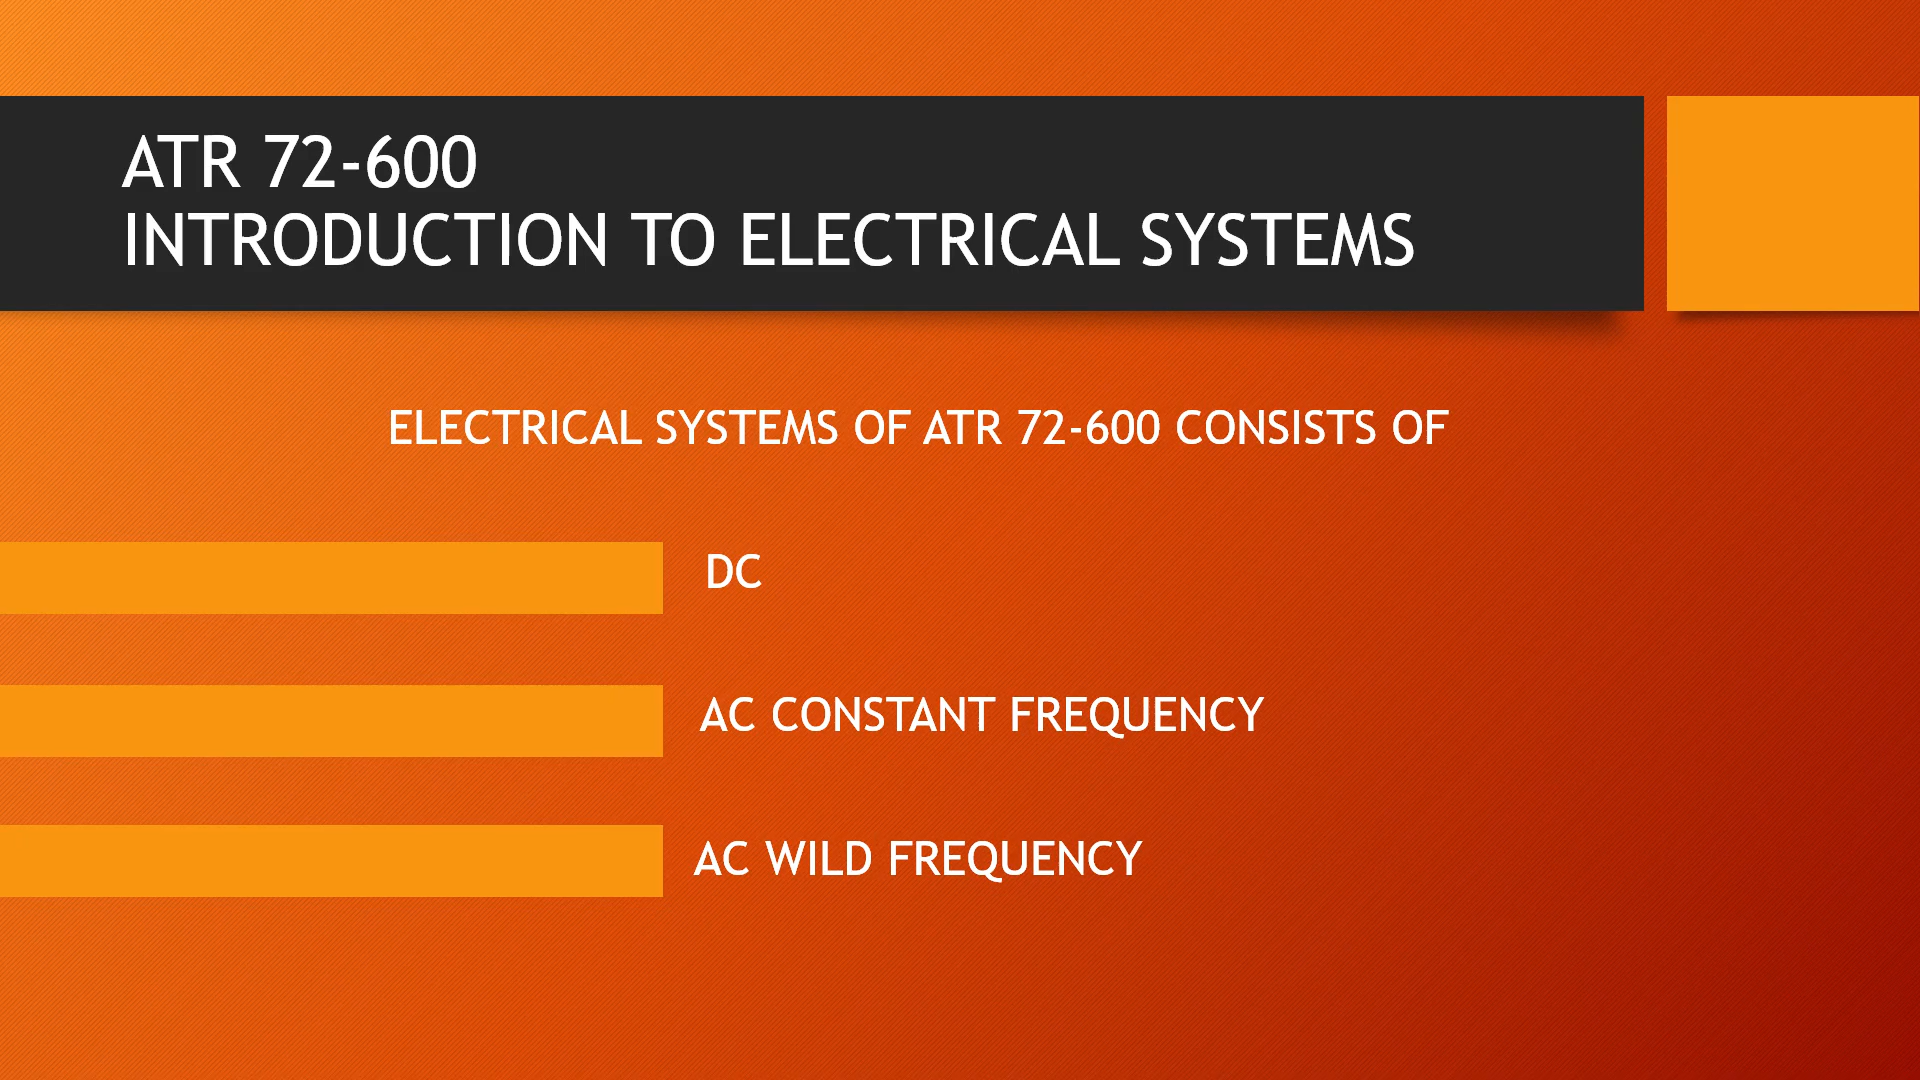 ATR 72-600
INTRODUCTION TO ELECTRICAL SYSTEMS
ELECTRICAL SYSTEMS OF ATR 72-600 CONSISTS OF
DC
AC CONSTANT FREQUENCY
AC WILD FREQUENCY